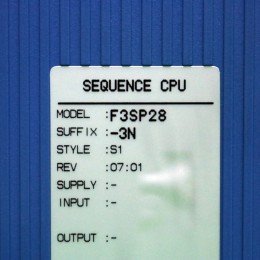 SEQUENCE CPU
MODEL :F3SP28
SUFFIX :-3N
STYLE :S1
REV :07:01
SUPPLY :-
INPUT :-
OUTPUT :-